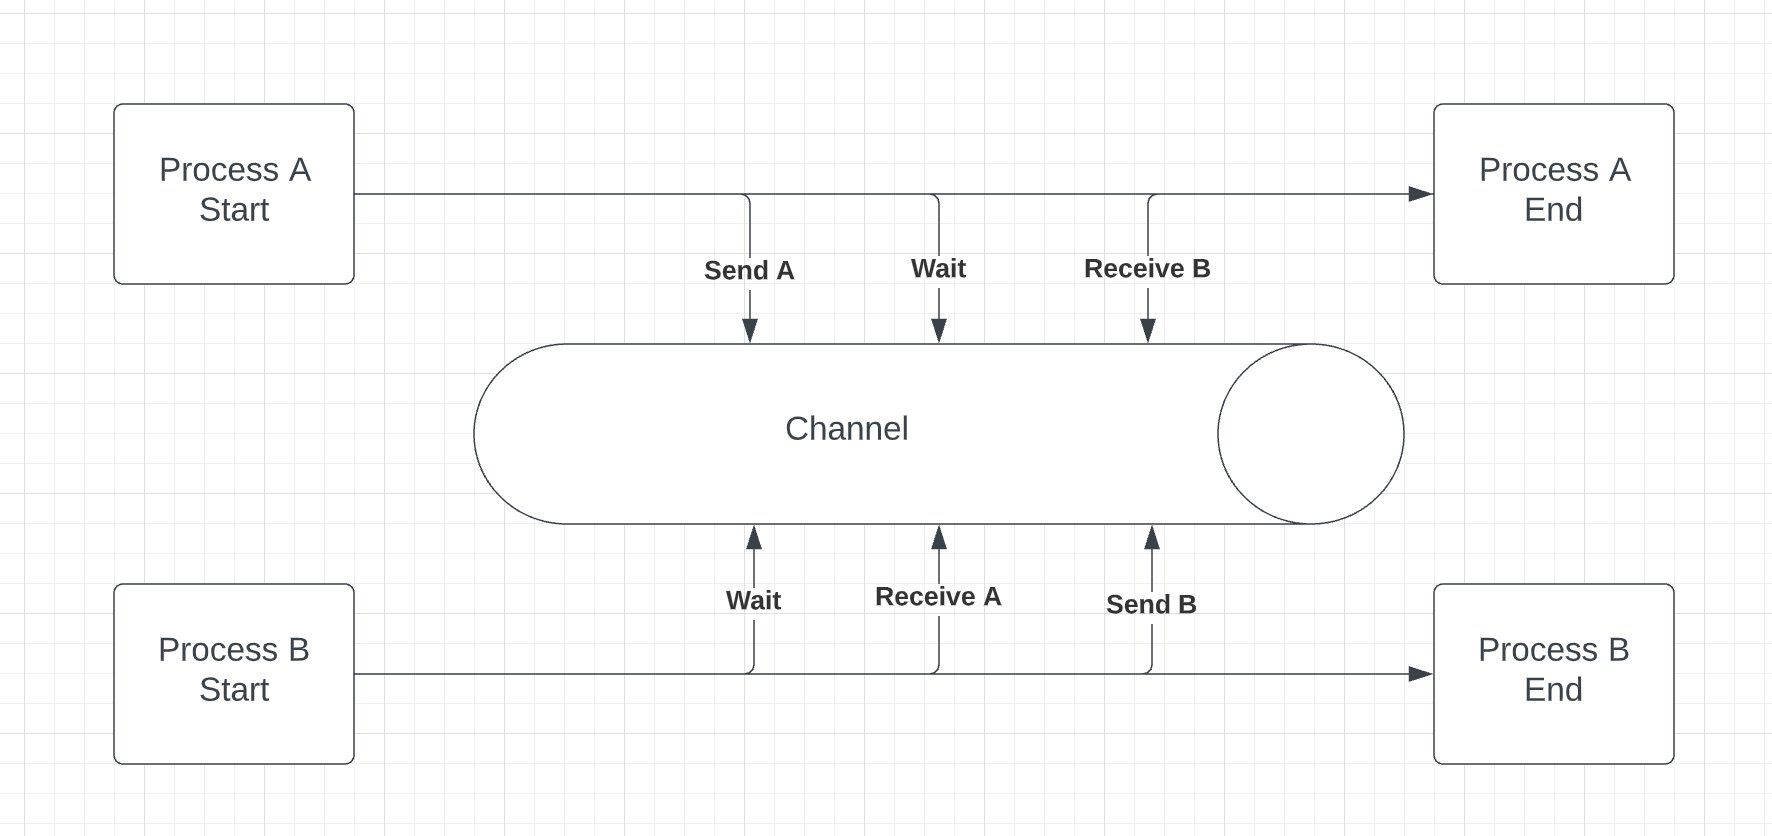 Process A
Start
Process A
End
Send A
Wait
Receive B
Channel
Wait
Receive A
Send B
Process B
Start
Process B
End